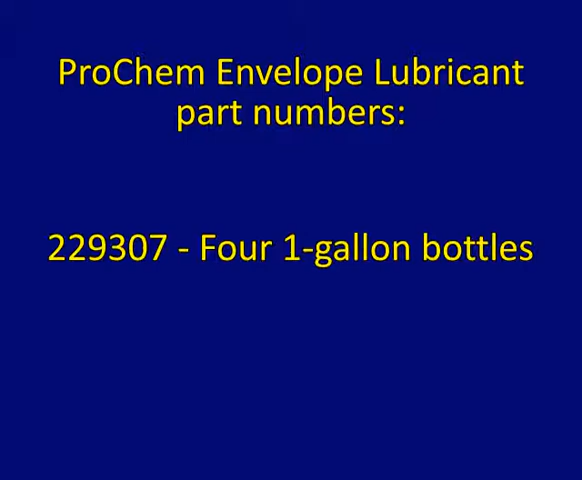 ProChem Envelope Lubricant
part numbers:
229307 - Four 1-gallon bottles